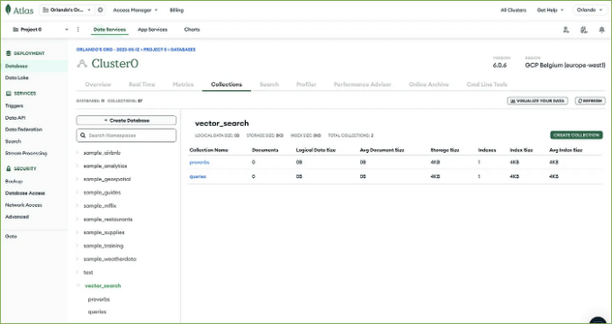 Atlas
Orlando's Or...
Access Manager
Billing
All Clusters
Get Help
Orlando
Project 0
Data Services
App Services
Charts
DEPLOYMENT
Database
Data Lake
SERVICES
Triggers
Data API
Data Federation
Search
Stream Processing
SECURITY
Backup
Database Access
Network Access
Advanced
Goto
ORLANDO'S ORG - 2023-05-12 > PROJECT 0 > DATABASES
Cluster0
VERSION
6.0.6
REGION
GCP Belgium (europe-west1)
Overview
Real Time
Metrics
Collections
Search
Profiler
Performance Advisor
Online Archive
Cmd Line Tools
VISUALIZE YOUR DATA
REFRESH
+ Create Database
Search Namespaces
sample_airbnb
sample_analytics
sample_geospatial
sample_guides
sample_mflix
sample_restaurants
sample_supplies
sample_training
sample_weatherdata
test
vector_search
proverbs
queries
vector_search
LOGICAL DATA SIZE: 0B STORAGE SIZE: 8KB INDEX SIZE: 8KB TOTAL COLLECTIONS: 2
CREATE COLLECTION
Collection Name Documents Logical Data Size Avg Document Size Storage Size Indexes Index Size Avg Index Size
proverbs 0 0B 0B 4KB 1 4KB 4KB
queries 0 0B 0B 4KB 1 4KB 4KB